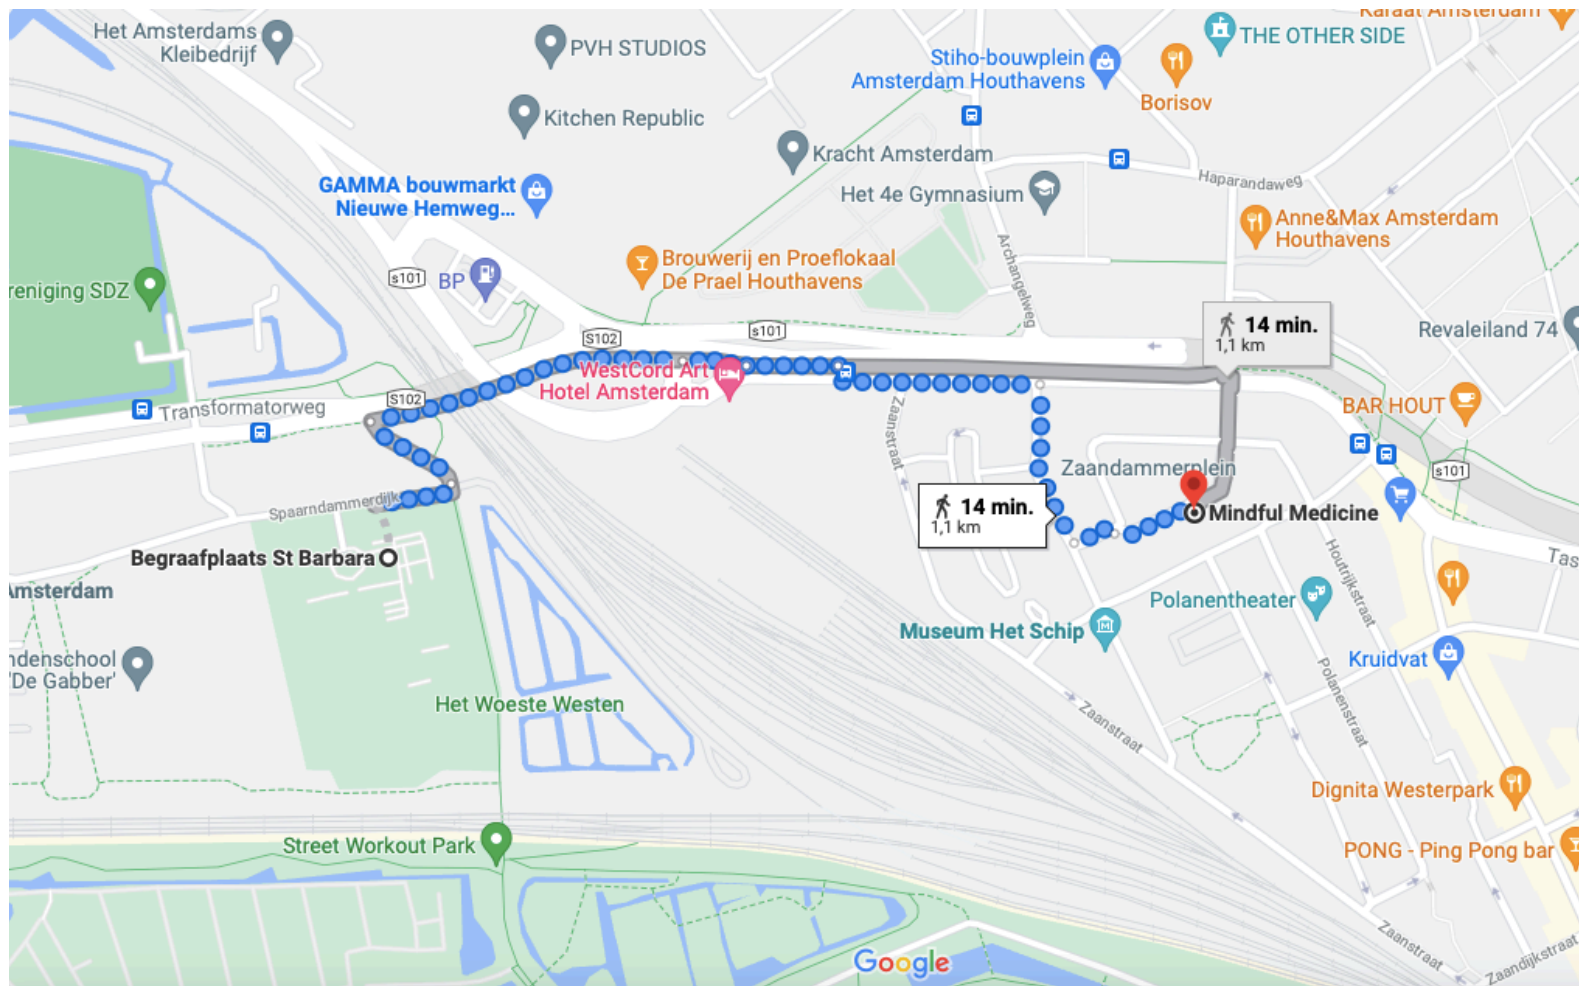 Het Amsterdams
Kleibedrijf
PVH STUDIOS
Karaat Amsterdam
THE OTHER SIDE
Stiho-bouwplein
Amsterdam Houthavens
Borisov
Kitchen Republic
Kracht Amsterdam
Haparandaweg
GAMMA bouwmarkt
Nieuwe Hemweg...
Het 4e Gymnasium
Anne&Max Amsterdam
Houthavens
Archangelweg
Brouwerij en Proeflokaal
De Prael Houthavens
s101
BP
reniging SDZ
S102
s101
14 min.
1,1 km
Revaleiland 74
WestCord Art
Hotel Amsterdam
S102
Transformatorweg
Zaanstraat
BAR HOUT
Zaandammerplein
s101
Spaarndammerdijk
14 min.
1,1 km
Mindful Medicine
Begraafplaats St Barbara
Houtrijkstraat
Tas
Amsterdam
Polanentheater
Museum Het Schip
Kruidvat
ndenschool
'De Gabber'
Polanenstraat
Het Woeste Westen
Zaanstraat
Dignita Westerpark
Street Workout Park
PONG - Ping Pong bar
Zaanstraat
Zaandijkstraat
Google